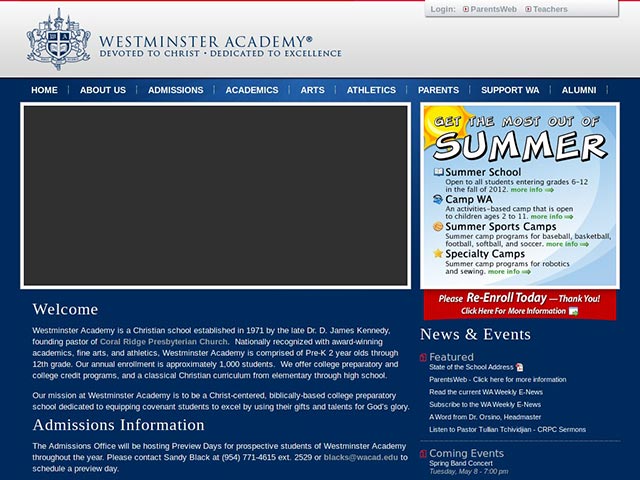 Login: ParentsWeb Teachers
WESTMINSTER ACADEMY®
DEVOTED TO CHRIST • DEDICATED TO EXCELLENCE
HOME ABOUT US ADMISSIONS ACADEMICS ARTS ATHLETICS PARENTS SUPPORT WA ALUMNI
GET THE MOST OUT OF
SUMMER
Summer School
Open to all students entering grades 6-12
in the fall of 2012. more info
Camp WA
An activities-based camp that is open
to children ages 2 to 11. more info
Summer Sports Camps
Summer camp programs for baseball, basketball,
football, softball, and soccer. more info
Specialty Camps
Summer camp programs for robotics
and sewing. more info
Please Re-Enroll Today —Thank You!
Click Here For More Information
Welcome
Westminster Academy is a Christian school established in 1971 by the late Dr. D. James Kennedy,
founding pastor of Coral Ridge Presbyterian Church. Nationally recognized with award-winning
academics, fine arts, and athletics, Westminster Academy is comprised of Pre-K 2 year olds through
12th grade. Our annual enrollment is approximately 1,000 students. We offer college preparatory and
college credit programs, and a classical Christian curriculum from elementary through high school.
Our mission at Westminster Academy is to be a Christ-centered, biblically-based college preparatory
school dedicated to equipping covenant students to excel by using their gifts and talents for God's glory.
Admissions Information
The Admissions Office will be hosting Preview Days for prospective students of Westminster Academy
throughout the year. Please contact Sandy Black at (954) 771-4615 ext. 2529 or blacks@wacad.edu to
schedule a preview day.
News & Events
Featured
State of the School Address
ParentsWeb - Click here for more information
Read the current WA Weekly E-News
Subscribe to the WA Weekly E-News
A Word from Dr. Orsino, Headmaster
Listen to Pastor Tullian Tchividjian - CRPC Sermons
Coming Events
Spring Band Concert
Tuesday, May 8 - 7:00 pm